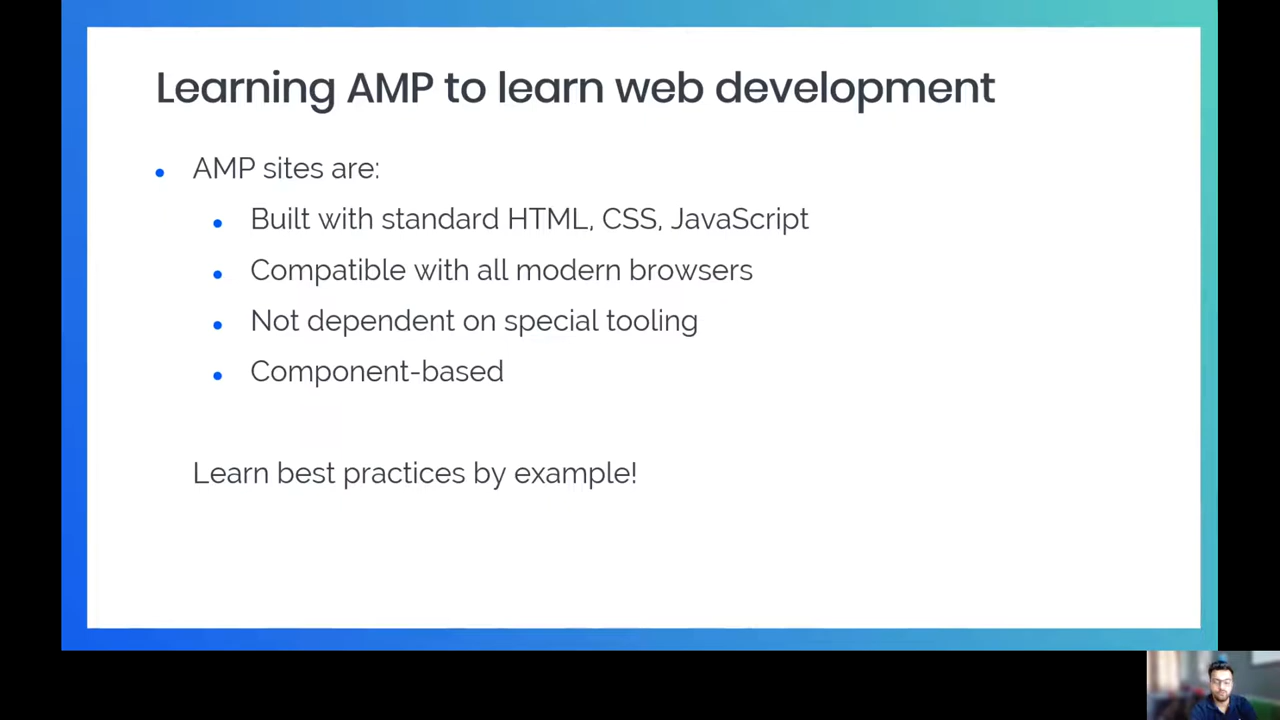 Learning AMP to learn web development
AMP sites are:
Built with standard HTML, CSS, JavaScript
Compatible with all modern browsers
Not dependent on special tooling
Component-based
Learn best practices by example!